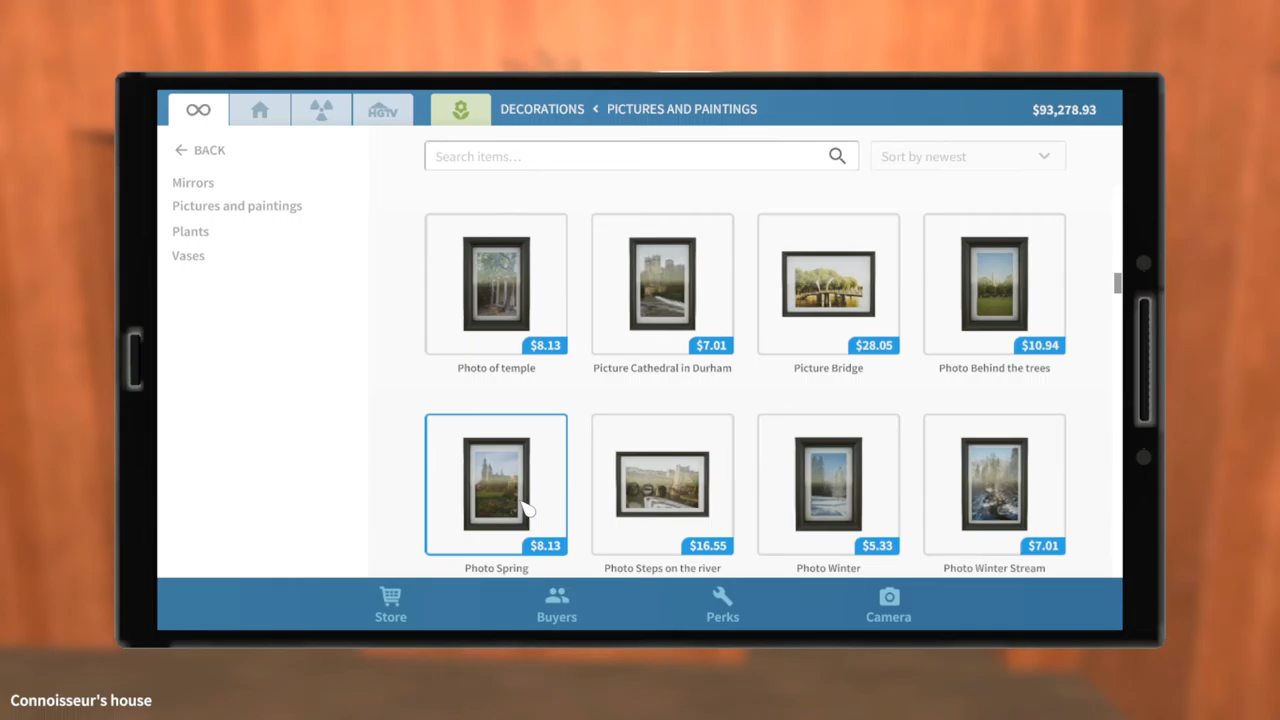 HGTV
DECORATIONS < PICTURES AND PAINTINGS
$93,278.93
BACK
Mirrors
Pictures and paintings
Plants
Vases
Search items...
Sort by newest
$8.13
$7.01
$28.05
$10.94
Photo of temple
Picture Cathedral in Durham
Picture Bridge
Photo Behind the trees
$8.13
$16.55
$5.33
$7.01
Photo Spring
Photo Steps on the river
Photo Winter
Photo Winter Stream
Store
Buyers
Perks
Camera
Connoisseur's house